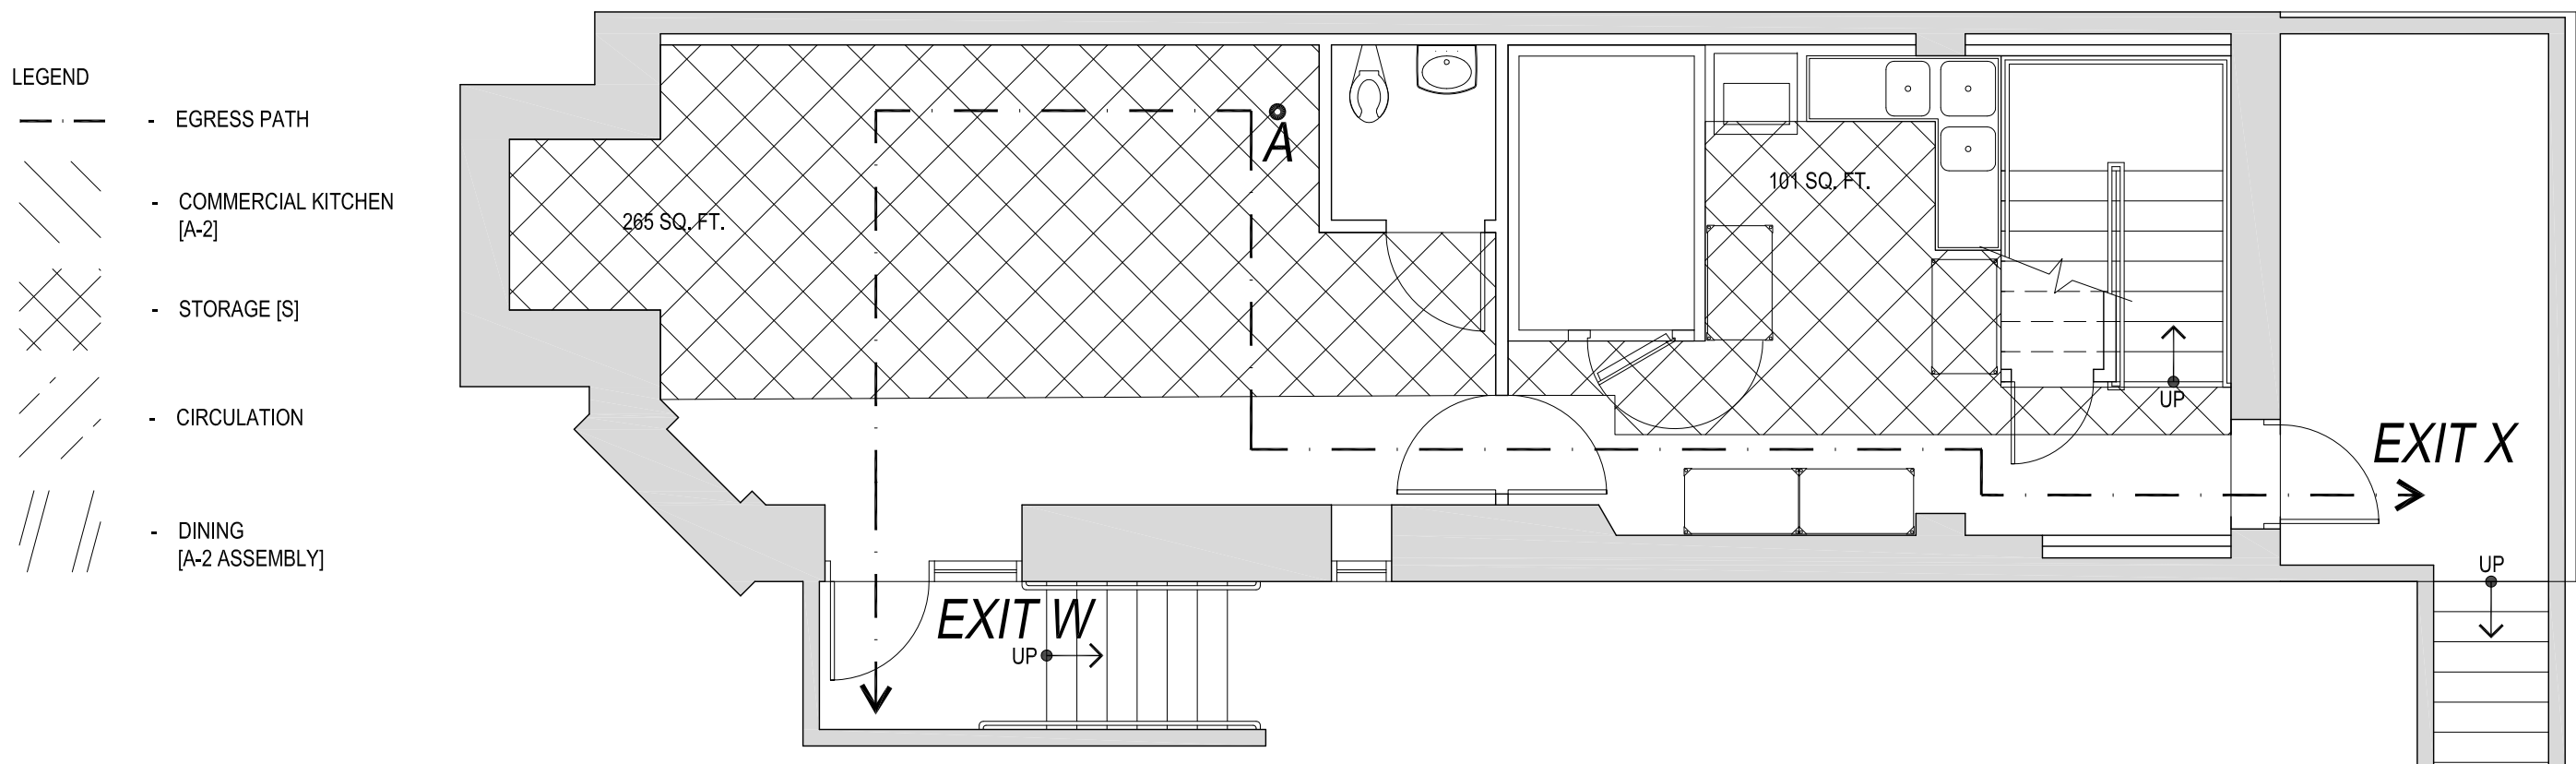 LEGEND
- EGRESS PATH
- COMMERCIAL KITCHEN
[A-2]
- STORAGE [S]
- CIRCULATION
- DINING
[A-2 ASSEMBLY]
A
265 SQ. FT.
101 SQ. FT.
UP
EXIT X
UP
EXIT W
UP